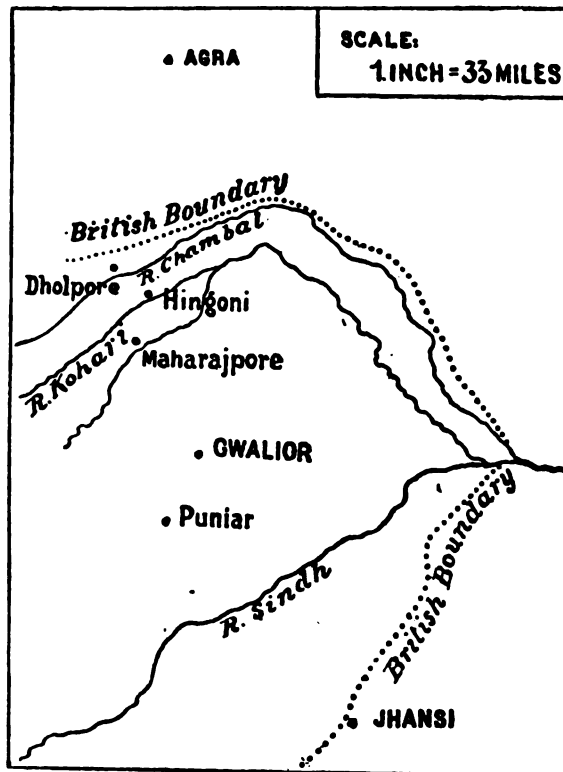 SCALE:
1 INCH = 33 MILES
AGRA
British Boundary
R. Chambal
Dholpore
Hingoni
R. Kohari
Maharajpore
GWALIOR
Puniar
R. Sindh
British Boundary
JHANSI